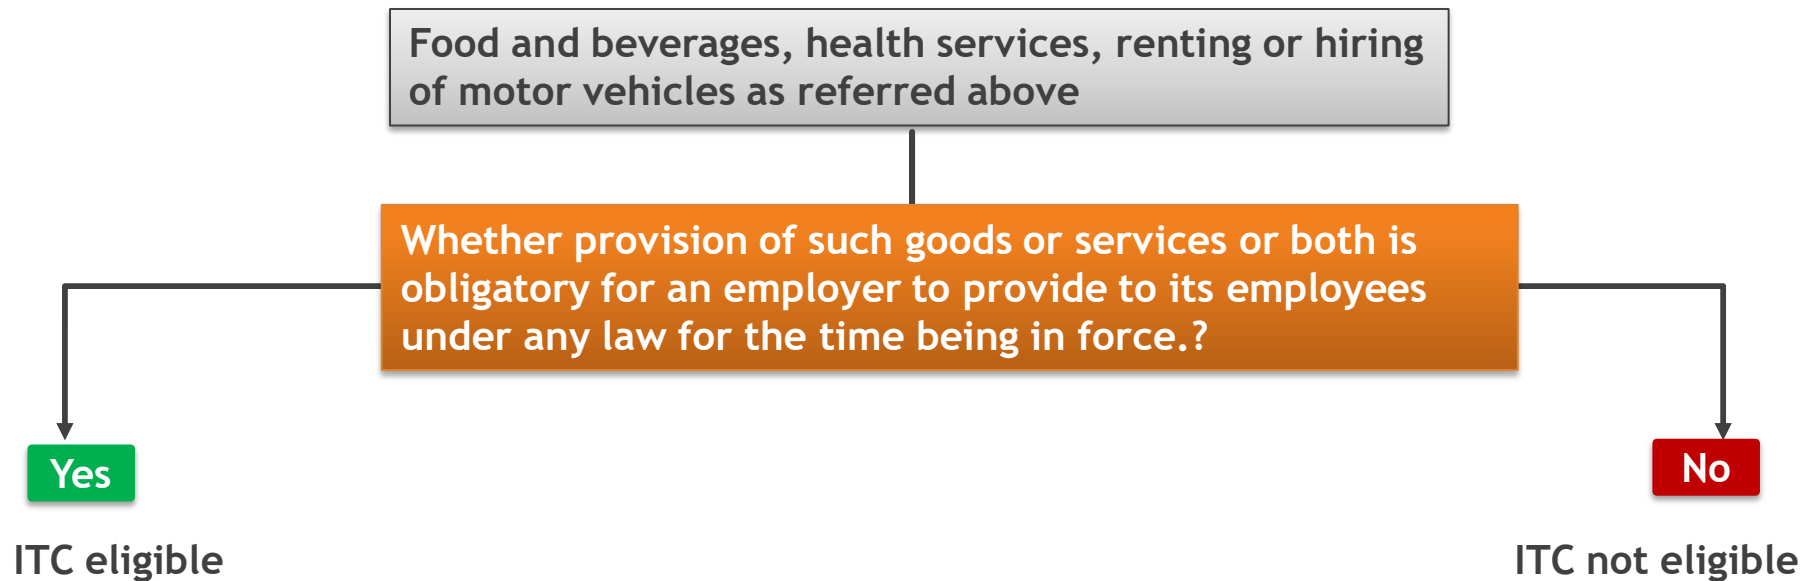 Food and beverages, health services, renting or hiring
of motor vehicles as referred above
Whether provision of such goods or services or both is
obligatory for an employer to provide to its employees
under any law for the time being in force.?
Yes
No
ITC eligible
ITC not eligible